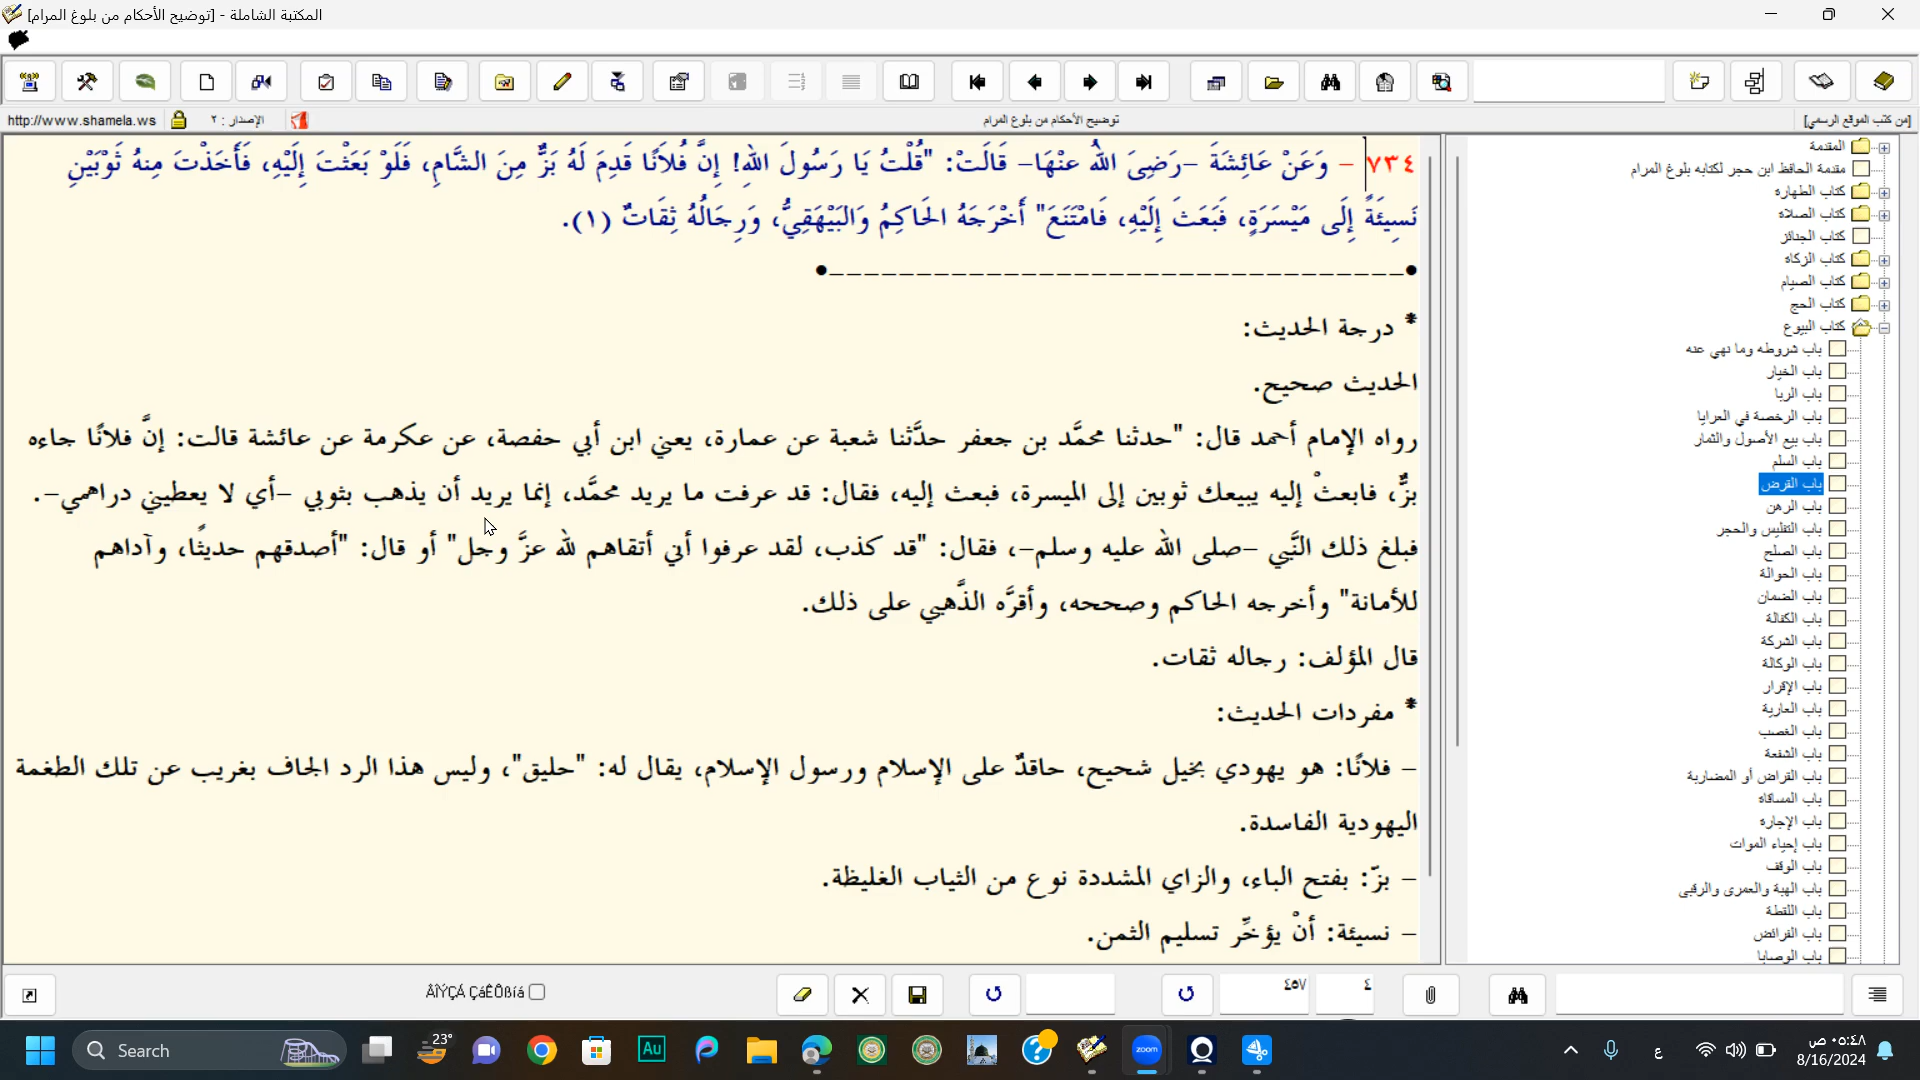 المكتبة الشاملة - [توضيح الأحكام من بلوغ المرام]
http://www.shamela.ws
الإصدار : ٢
توضيح الأحكام من بلوغ المرام
[من كتب الموقع الرسمي]
٧٣٤ - وَعَنْ عَائِشَةَ -رَضِىَ اللهُ عنْهَا- قَالَتْ: "قُلْتُ يَا رَسُولَ اللهِ! إِنَّ فُلاَنًا قَدِمَ لَهُ بَزٌّ مِنَ الشَّامِ، فَلَوْ بَعَثْتَ إِلَيْهِ، فَأَخَذْتَ مِنهُ ثَوْبَيْنِ
نَسِيئَةً إِلَى مَيْسَرَةٍ، فَبَعَثَ إِلَيْهِ، فَامْتَنَعَ" أَخْرَجَهُ الحَاكِمُ وَالبَيْهَقِيُّ، وَرِجَالُهُ ثِقَاتٌ (١).
* درجة الحديث:
الحديث صحيح.
رواه الإمام أحمد قال: "حدثنا محمَّد بن جعفر حدَّثنا شعبة عن عمارة، يعني ابن أبي حفصة، عن عكرمة عن عائشة قالت: إنَّ فلانًا جاءه
بزٌّ، فابعثْ إليه يبيعك ثوبين إلى الميسرة، فبعث إليه، فقال: قد عرفت ما يريد محمَّد، إنما يريد أن يذهب بثوبي -أي لا يعطيني دراهمي-.
فبلغ ذلك النَّبي -صلى الله عليه وسلم-، فقال: "قد كذب، لقد عرفوا أني أتقاهم لله عزَّ وجل" أو قال: "أصدقهم حديثًا، وآداهم
للأمانة" وأخرجه الحاكم وصححه، وأقرَّه الذَّهبي على ذلك.
قال المؤلف: رجاله ثقات.
* مفردات الحديث:
- فلانًا: هو يهودي بخيل شحيح، حاقدٌ على الإسلام ورسول الإسلام، يقال له: "حليق"، وليس هذا الرد الجاف بغريب عن تلك الطغمة
اليهودية الفاسدة.
- بزّ: بفتح الباء، والزاي المشددة نوع من الثياب الغليظة.
- نسيئة: أنْ يؤخِّر تسليم الثمن.
المقدمة
مقدمة الحافظ ابن حجر لكتابه بلوغ المرام
كتاب الطهارة
كتاب الصلاة
كتاب الجنائز
كتاب الزكاة
كتاب الصيام
كتاب الحج
كتاب البيوع
باب شروطه وما نهي عنه
باب الخيار
باب الربا
باب الرخصة في العرايا
باب بيع الأصول والثمار
باب السلم
باب القرض
باب الرهن
باب التفليس والحجر
باب الصلح
باب الحوالة
باب الضمان
باب الكفالة
باب الشركة
باب الوكالة
باب الإقرار
باب العارية
باب الغصب
باب الشفعة
باب القراض أو المضاربة
باب المساقاة
باب الإجارة
باب إحياء الموات
باب الوقف
باب الهبة والعمرى والرقبى
باب اللقطة
باب الفرائض
باب الوصايا
ÅÎÝÇÁ ÇáÊÔßíá
٤٥٧
٤
Search
23°
Au
zoom
ع
٠٥:٤٨ ص
8/16/2024